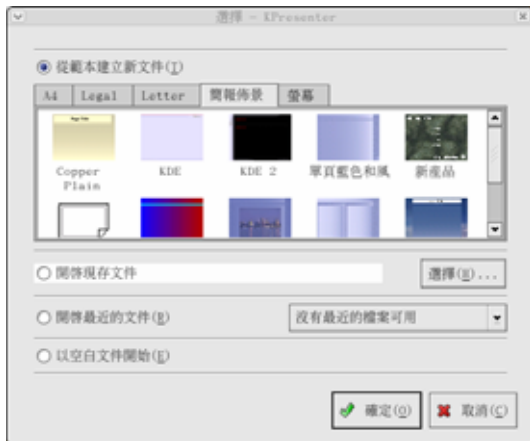 選擇 - KPresenter
從範本建立新文件(I)
A4 Legal Letter 簡報佈景 螢幕
Copper Plain
KDE
KDE 2
單頁藍色和風
新産品
開啓現存文件
選擇(H)...
開啓最近的文件(R)
沒有最近的檔案可用
以空白文件開始(E)
確定(O)
取消(C)